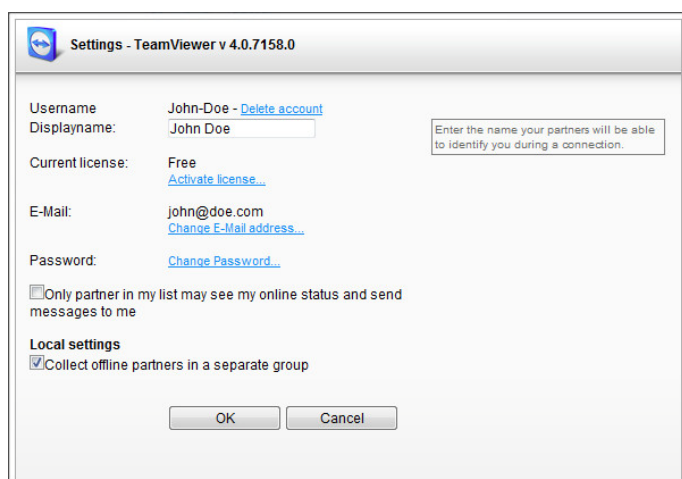 Settings - TeamViewer v 4.0.7158.0
Username John-Doe - Delete account
Displayname: John Doe
Enter the name your partners will be able
to identify you during a connection.
Current license: Free
Activate license...
E-Mail: john@doe.com
Change E-Mail address...
Password: Change Password...
Only partner in my list may see my online status and send
messages to me
Local settings
Collect offline partners in a separate group
OK Cancel